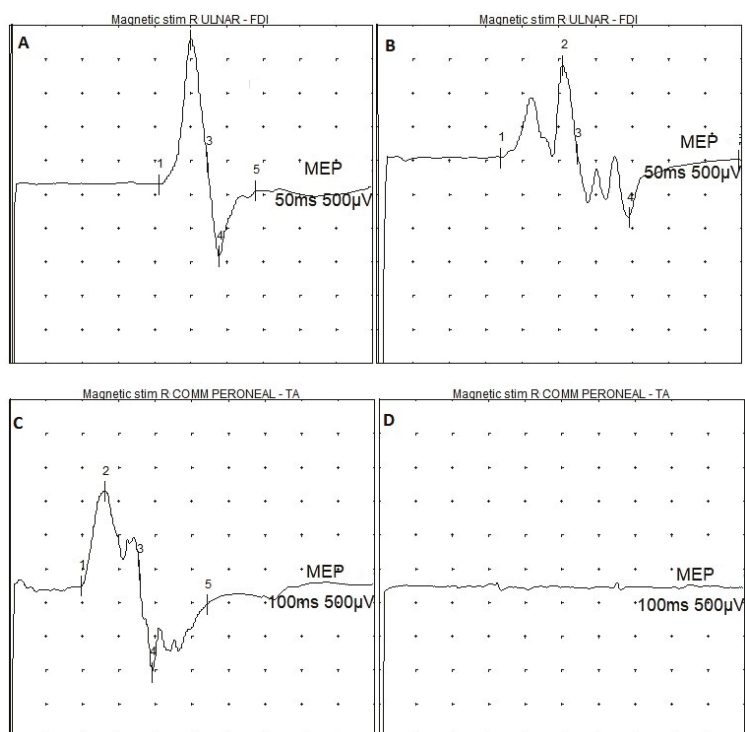 Magnetic stim R ULNAR - FDI
A
1
3
4
5
MEP
50ms 500µV
Magnetic stim R ULNAR - FDI
B
2
1
3
4
MEP
50ms 500µV
Magnetic stim R COMM PERONEAL - TA
C
2
1
3
4
5
MEP
100ms 500µV
Magnetic stim R COMM PERONEAL - TA
D
MEP
100ms 500µV